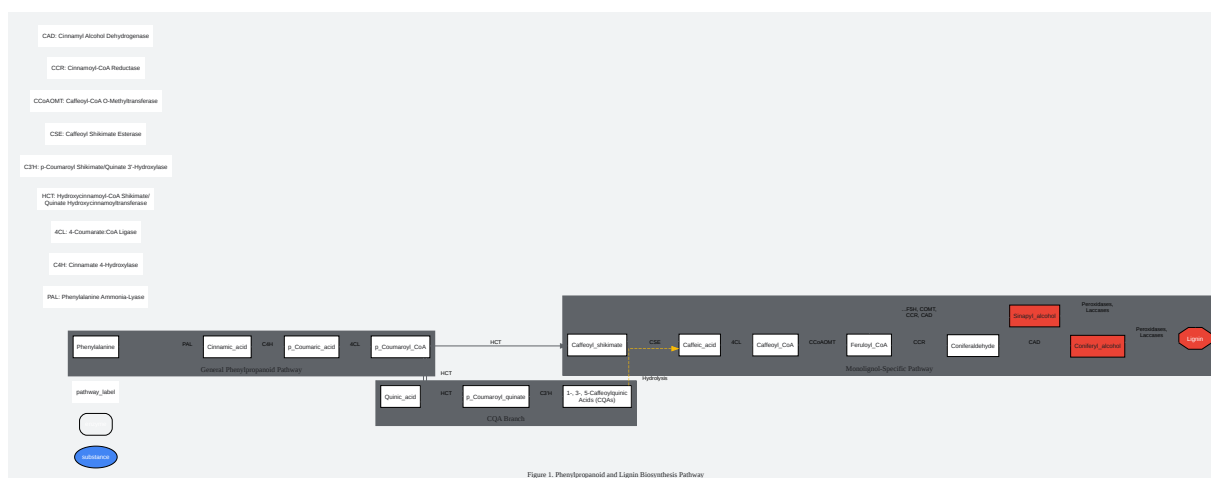 CAD: Cinnamyl Alcohol Dehydrogenase
CCR: Cinnamoyl-CoA Reductase
CCoAOMT: Caffeoyl-CoA O-Methyltransferase
CSE: Caffeoyl Shikimate Esterase
C3'H: p-Coumaroyl Shikimate/Quinate 3'-Hydroxylase
HCT: Hydroxycinnamoyl-CoA Shikimate/
Quinate Hydroxycinnamoyltransferase
4CL: 4-Coumarate:CoA Ligase
C4H: Cinnamate 4-Hydroxylase
PAL: Phenylalanine Ammonia-Lyase
Phenylalanine
PAL
Cinnamic_acid
C4H
p_Coumaric_acid
4CL
p_Coumaroyl_CoA
General Phenylpropanoid Pathway
HCT
HCT
Quinic_acid
HCT
p_Coumaroyl_quinate
C3'H
1-, 3-, 5-Caffeoylquinic
Acids (CQAs)
CQA Branch
Hydrolysis
Caffeoyl_shikimate
CSE
Caffeic_acid
4CL
Caffeoyl_CoA
CCoAOMT
Feruloyl_CoA
CCR
Coniferaldehyde
CAD
Coniferyl_alcohol
...F5H, COMT,
CCR, CAD
Sinapyl_alcohol
Peroxidases,
Laccases
Peroxidases,
Laccases
Lignin
Monolignol-Specific Pathway
pathway_label
substance
Figure 1. Phenylpropanoid and Lignin Biosynthesis Pathway